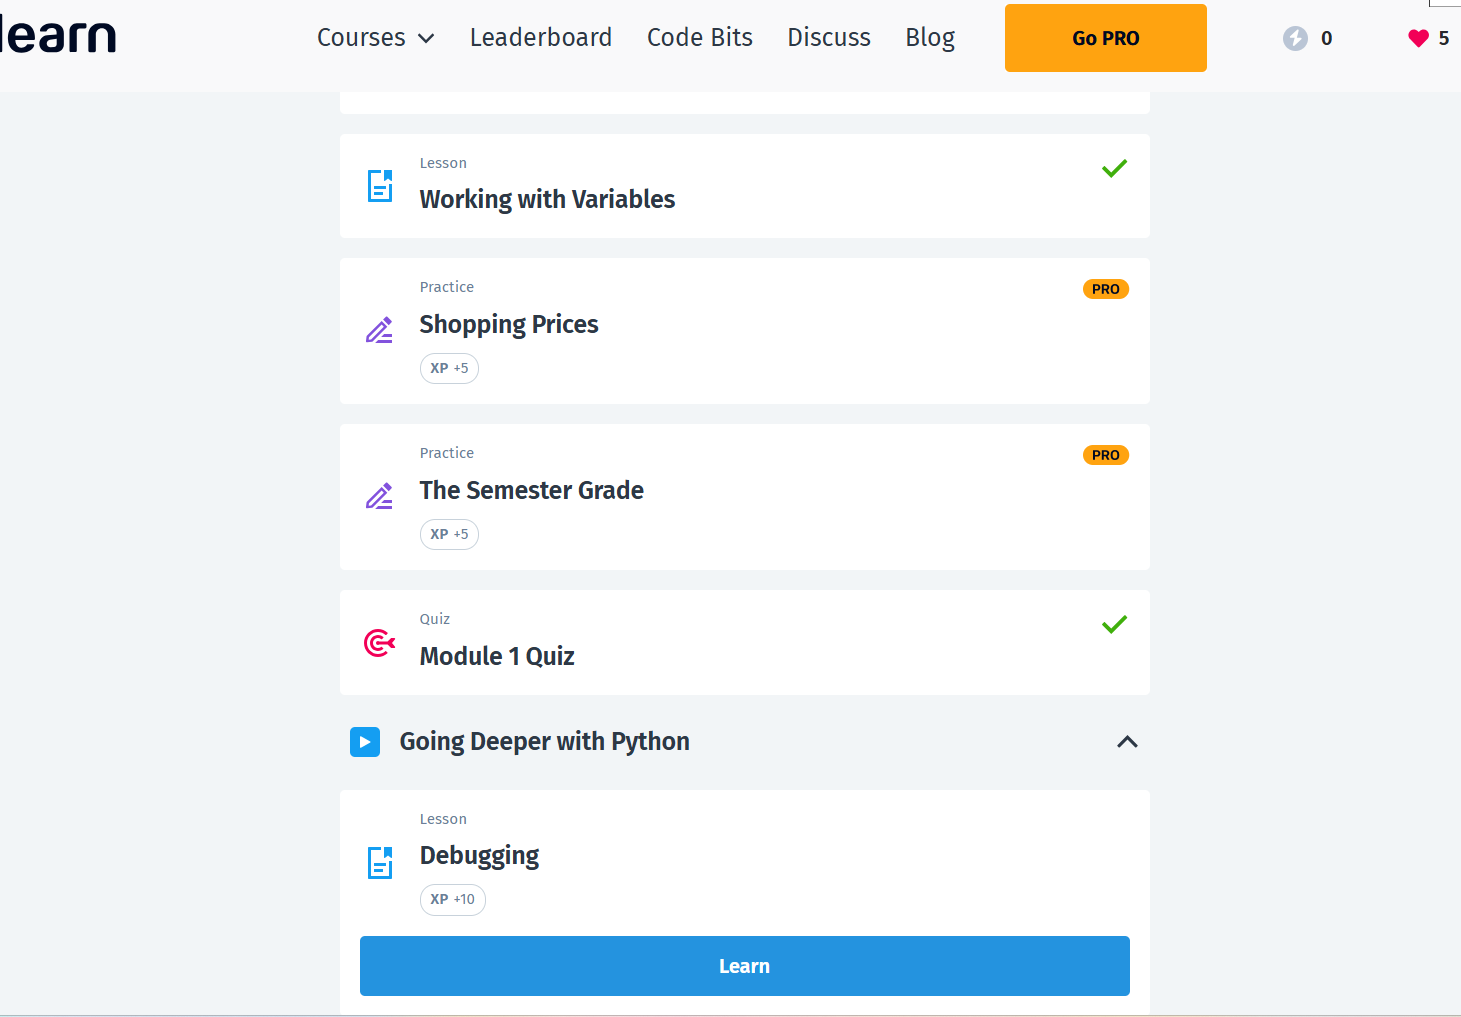 learn
Courses Leaderboard Code Bits Discuss Blog Go PRO 0 5
Lesson
Working with Variables
Practice PRO
Shopping Prices
XP +5
Practice PRO
The Semester Grade
XP +5
Quiz
Module 1 Quiz
Going Deeper with Python
Lesson
Debugging
XP +10
Learn